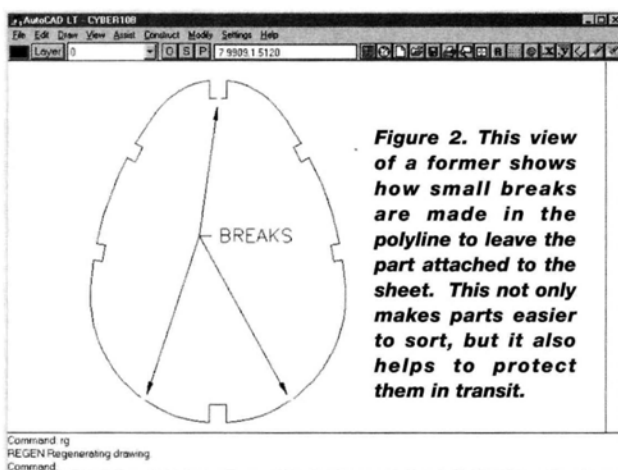 AutoCAD LT - CYBER108
File Edit Draw View Assist Construct Modify Settings Help
Layer 0 O S P 7.9909,1.5120
BREAKS
Figure 2. This view
of a former shows
how small breaks
are made in the
polyline to leave the
part attached to the
sheet. This not only
makes parts easier
to sort, but it also
helps to protect
them in transit.
Command: rg
REGEN Regenerating drawing.
Command: